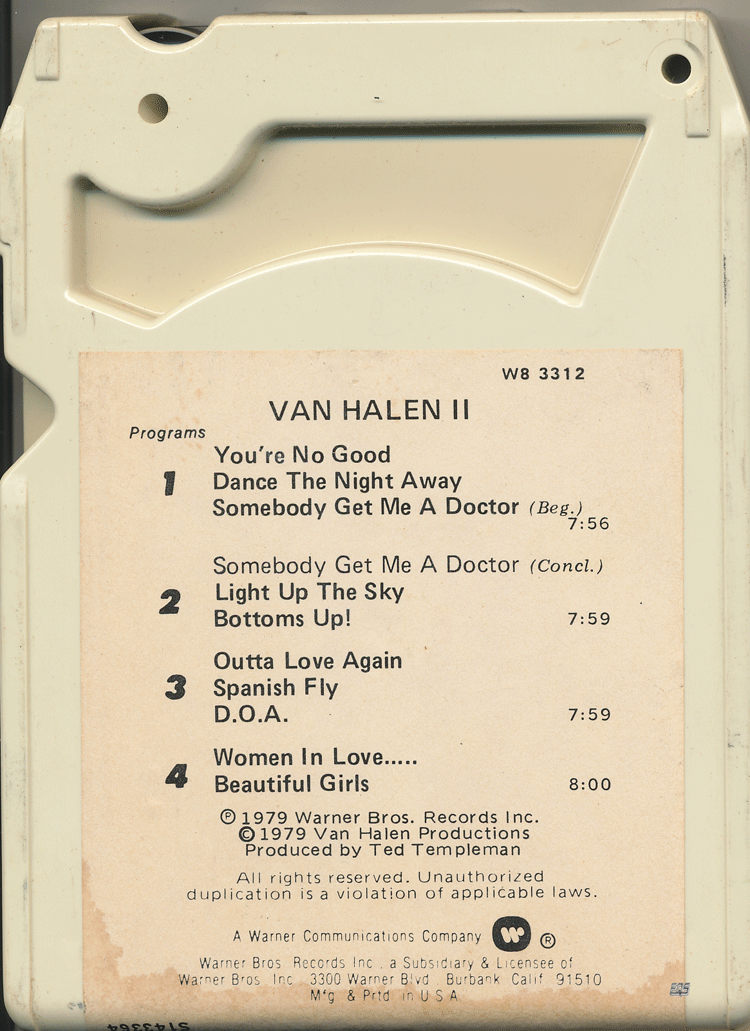 W8 3312
VAN HALEN II
Programs
1 You're No Good
Dance The Night Away
Somebody Get Me A Doctor (Beg.)
7:56
Somebody Get Me A Doctor (Concl.)
2 Light Up The Sky
Bottoms Up! 7:59
Outta Love Again
3 Spanish Fly
D.O.A. 7:59
4 Women In Love.....
Beautiful Girls 8:00
℗ 1979 Warner Bros. Records Inc.
© 1979 Van Halen Productions
Produced by Ted Templeman
All rights reserved. Unauthorized
duplication is a violation of applicable laws.
A Warner Communications Company W ®
Warner Bros. Records Inc., a Subsidiary & Licensee of
Warner Bros. Inc. 3300 Warner Blvd. Burbank Calif. 91510
Mfg. & Prtd. in U.S.A.
S143364